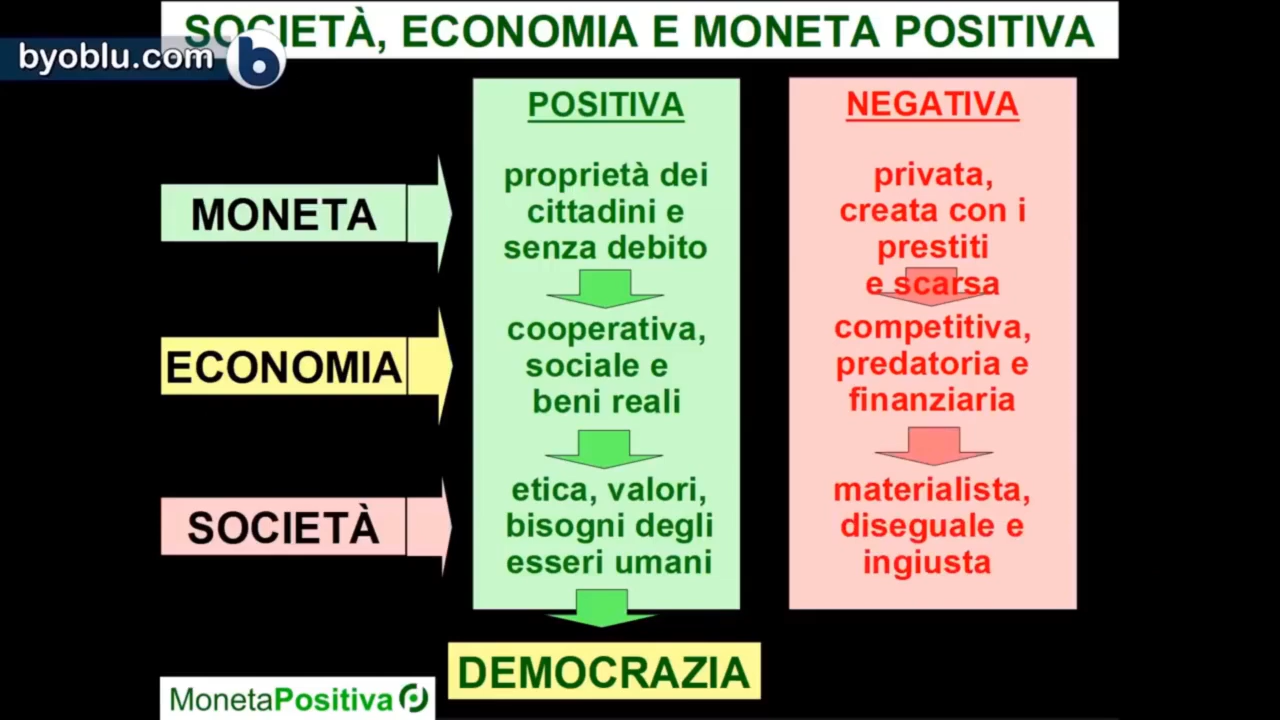 SOCIETÀ, ECONOMIA E MONETA POSITIVA
byoblu.com b
POSITIVA
NEGATIVA
MONETA
proprietà dei
cittadini e
senza debito
privata,
creata con i
prestiti
e scarsa
ECONOMIA
cooperativa,
sociale e
beni reali
competitiva,
predatoria e
finanziaria
SOCIETÀ
etica, valori,
bisogni degli
esseri umani
materialista,
diseguale e
ingiusta
DEMOCRAZIA
MonetaPositiva